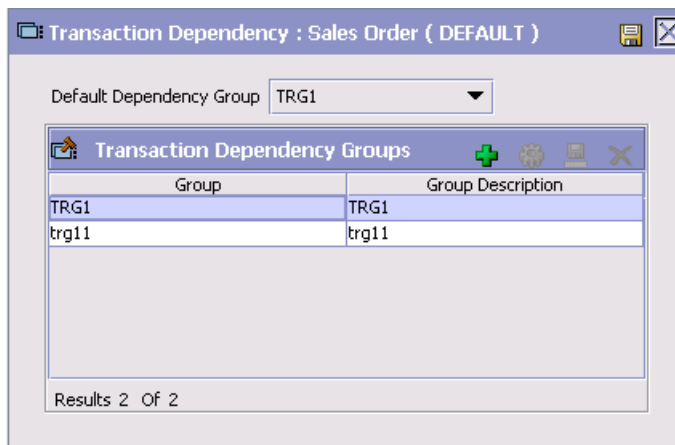 Transaction Dependency : Sales Order ( DEFAULT )
Default Dependency Group TRG1
Transaction Dependency Groups
Group Group Description
TRG1 TRG1
trg11 trg11
Results 2 Of 2